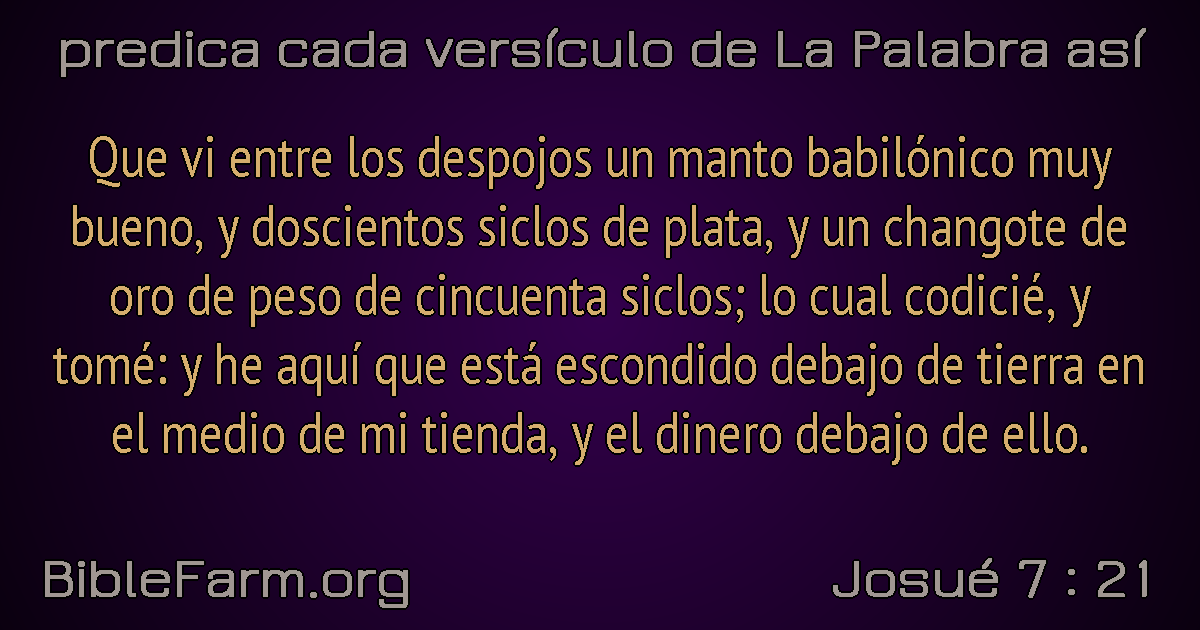 predica cada versículo de La Palabra así
Que vi entre los despojos un manto babilónico muy
bueno, y doscientos siclos de plata, y un changote de
oro de peso de cincuenta siclos; lo cual codicié, y
tomé: y he aquí que está escondido debajo de tierra en
el medio de mi tienda, y el dinero debajo de ello.
BibleFarm.org
Josué 7 : 21